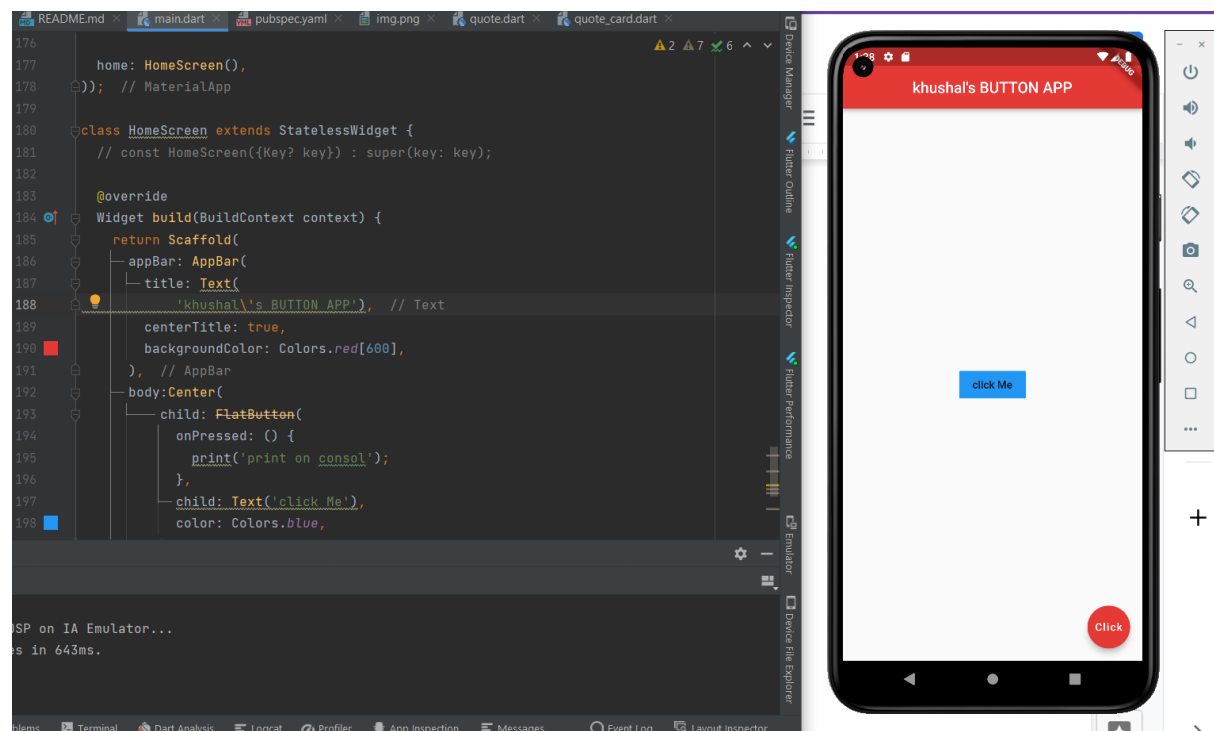 README.md main.dart pubspec.yaml img.png quote.dart quote_card.dart
2 7 6
176
177 home: HomeScreen(),
178 )); // MaterialApp
179
180 class HomeScreen extends StatelessWidget {
181 // const HomeScreen({Key? key}) : super(key: key);
182
183 @override
184 Widget build(BuildContext context) {
185 return Scaffold(
186 appBar: AppBar(
187 title: Text(
188 'khushal\'s BUTTON APP'), // Text
189 centerTitle: true,
190 backgroundColor: Colors.red[600],
191 ), // AppBar
192 body:Center(
193 child: FlatButton(
194 onPressed: () {
195 print('print on consol');
196 },
197 child: Text('click Me'),
198 color: Colors.blue,
Device Manager
Flutter Outline
Flutter Inspector
Flutter Performance
Emulator
Device File Explorer
SP on IA Emulator...
s in 643ms.
Terminal Dart Analysis Logcat Profiler App Inspection Messages Event Log Layout Inspector
1:28
DEBUG
khushal's BUTTON APP
click Me
Click